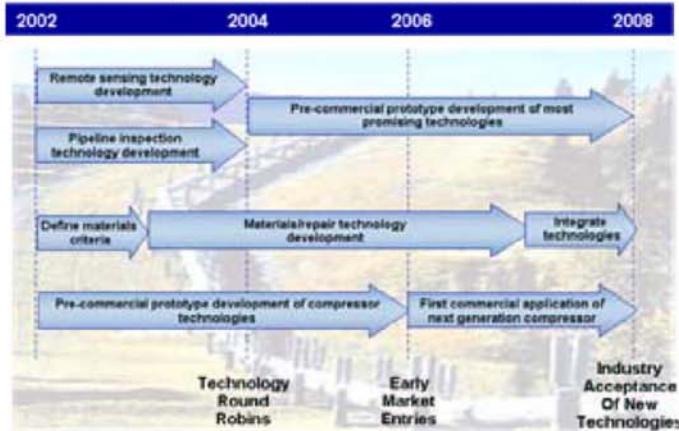 2002 2004 2006 2008
Remote sensing technology
development
Pre-commercial prototype development of most
promising technologies
Pipeline inspection
technology development
Define materials
criteria
Materials/repair technology
development
Integrate
technologies
Pre-commercial prototype development of compressor
technologies
First commercial application of
next generation compressor
Technology
Round
Robins
Early
Market
Entries
Industry
Acceptance
Of New
Technologies